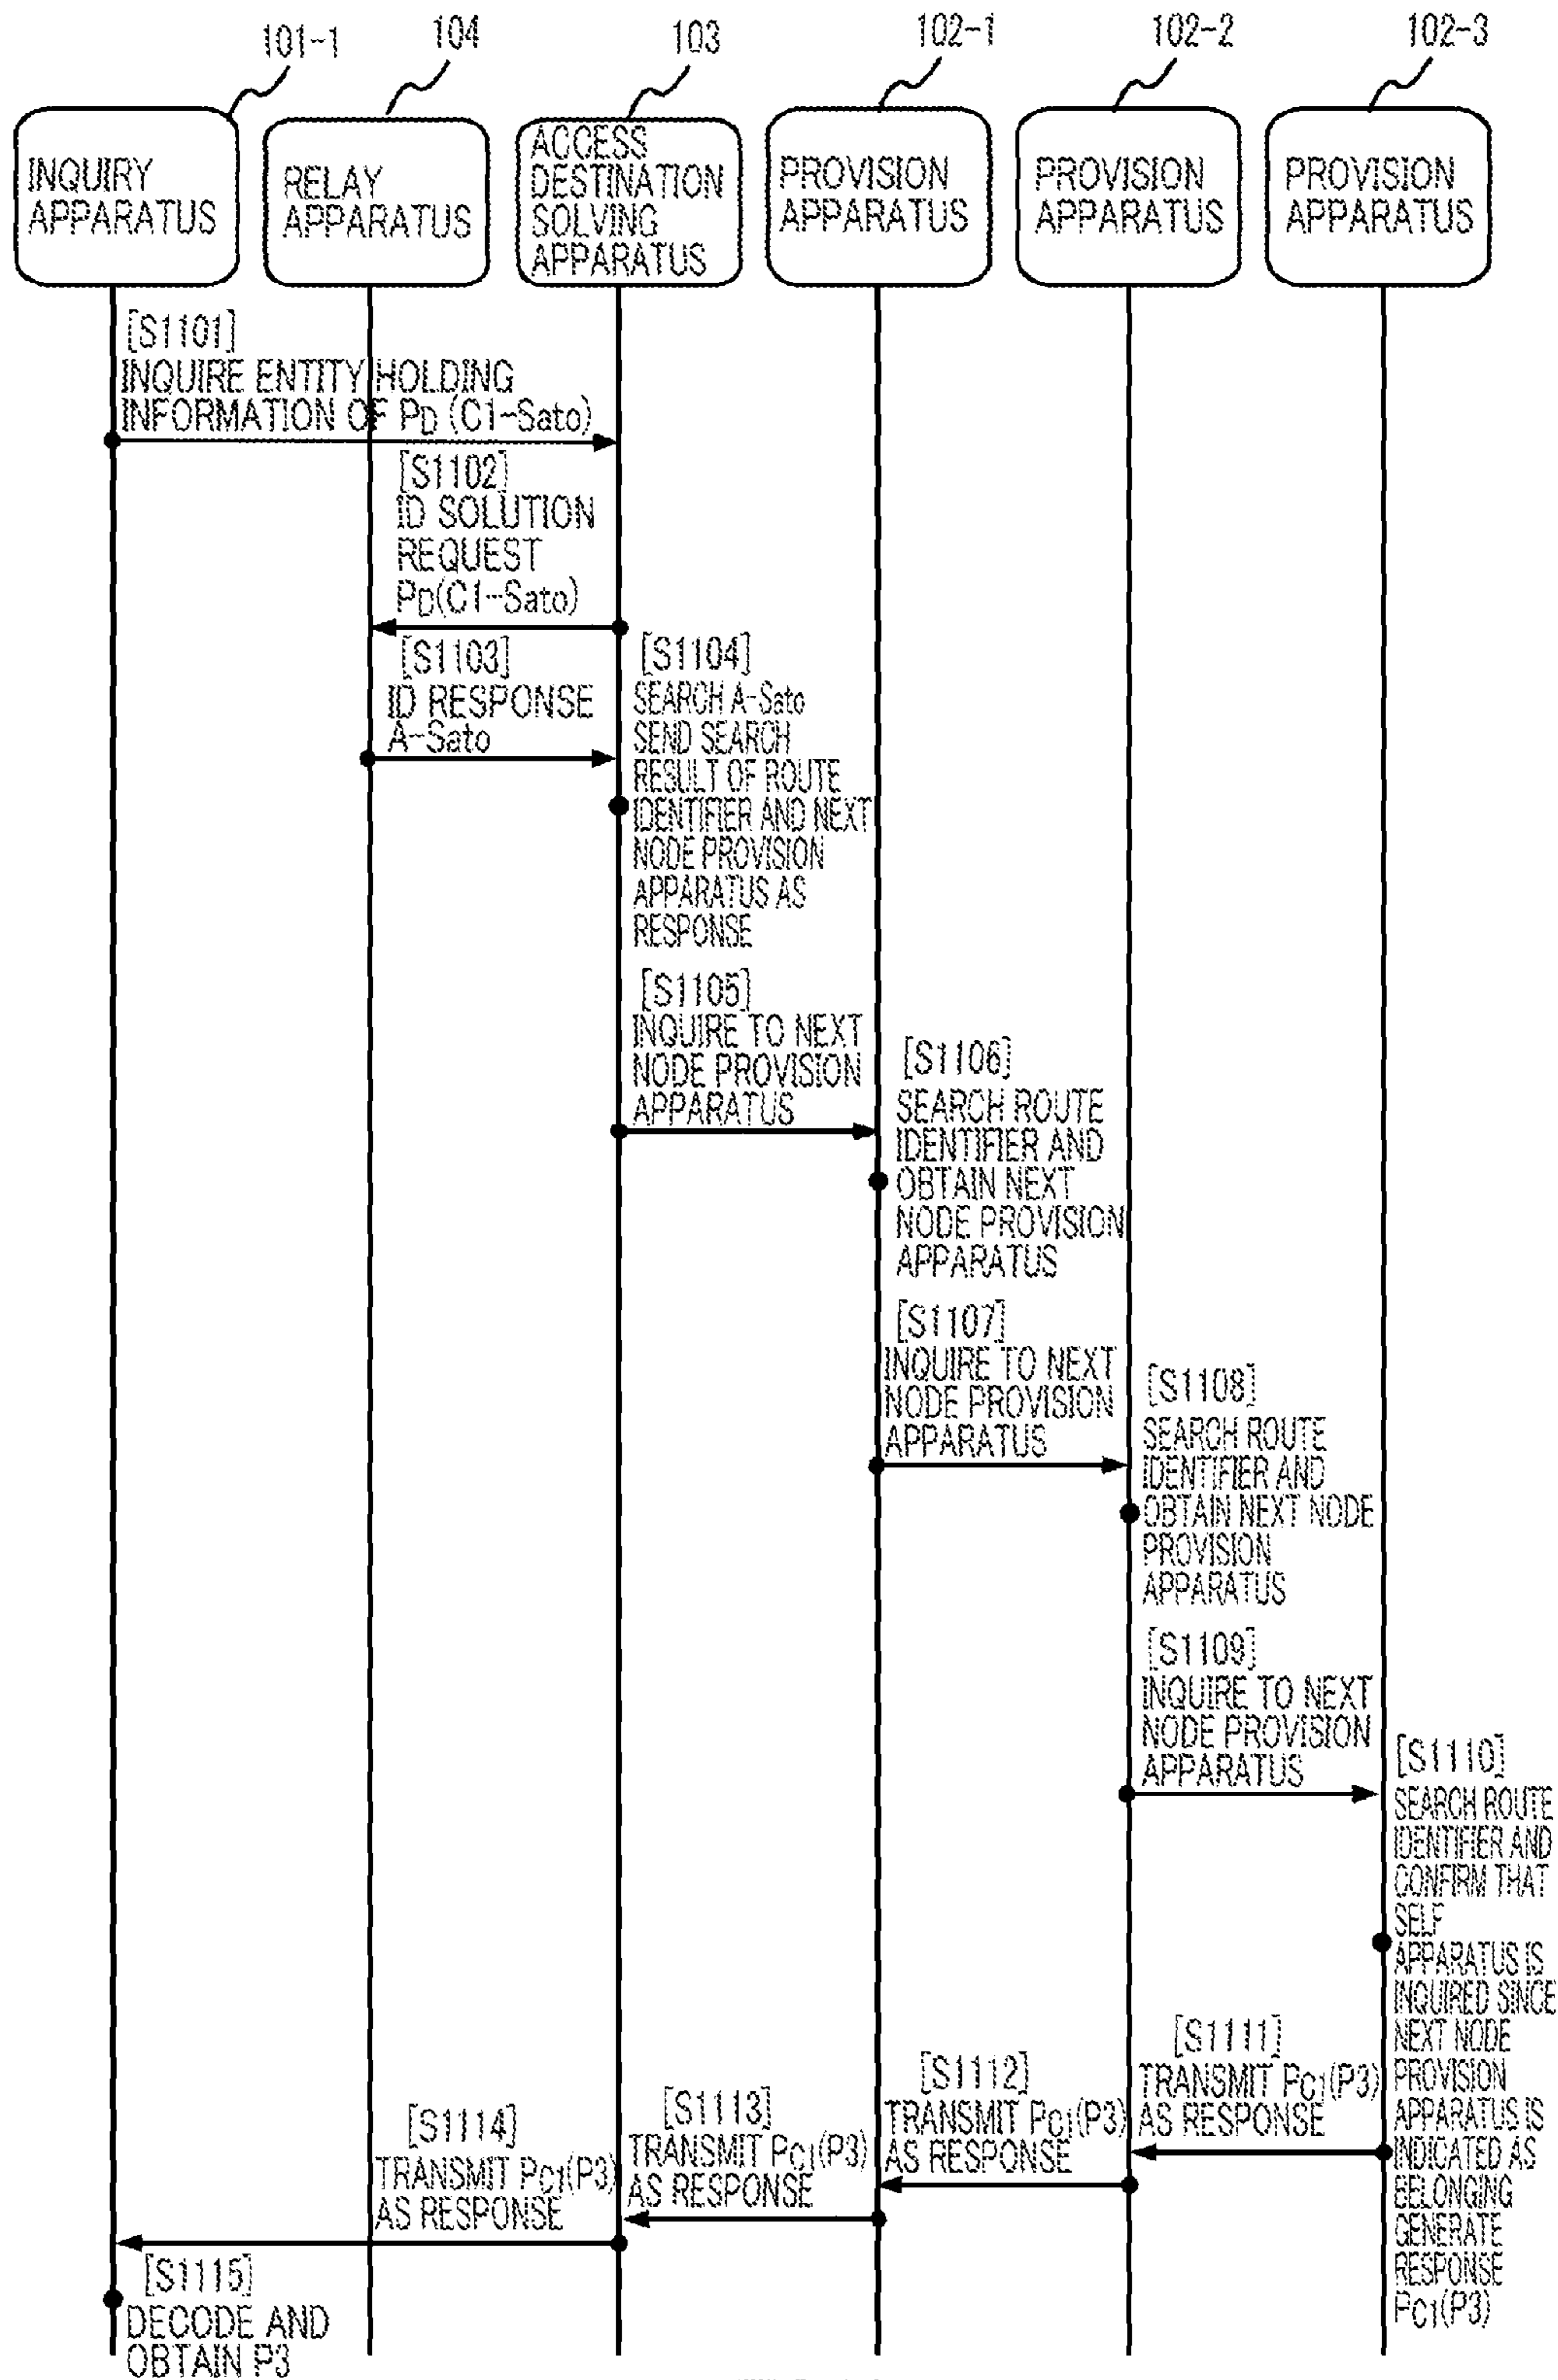 101-1
104
103
102-1
102-2
102-3
INQUIRY
APPARATUS
RELAY
APPARATUS
ACCESS
DESTINATION
SOLVING
APPARATUS
PROVISION
APPARATUS
PROVISION
APPARATUS
PROVISION
APPARATUS
[S1101]
INQUIRE ENTITY HOLDING
INFORMATION OF PD (C1-Sato)
[S1102]
ID SOLUTION
REQUEST
PD(C1-Sato)
[S1103]
ID RESPONSE
A-Sato
[S1104]
SEARCH A-Sato
SEND SEARCH
RESULT OF ROUTE
IDENTIFIER AND NEXT
NODE PROVISION
APPARATUS AS
RESPONSE
[S1105]
INQUIRE TO NEXT
NODE PROVISION
APPARATUS
[S1106]
SEARCH ROUTE
IDENTIFIER AND
OBTAIN NEXT
NODE PROVISION
APPARATUS
[S1107]
INQUIRE TO NEXT
NODE PROVISION
APPARATUS
[S1108]
SEARCH ROUTE
IDENTIFIER AND
OBTAIN NEXT NODE
PROVISION
APPARATUS
[S1109]
INQUIRE TO NEXT
NODE PROVISION
APPARATUS
[S1110]
SEARCH ROUTE
IDENTIFIER AND
CONFIRM THAT
SELF
APPARATUS IS
INQUIRED SINCE
NEXT NODE
PROVISION
APPARATUS IS
INDICATED AS
BELONGING
GENERATE
RESPONSE
PC1(P3)
[S1111]
TRANSMIT PC1(P3)
AS RESPONSE
[S1112]
TRANSMIT PC1(P3)
AS RESPONSE
[S1113]
TRANSMIT PC1(P3)
AS RESPONSE
[S1114]
TRANSMIT PC1(P3)
AS RESPONSE
[S1115]
DECODE AND
OBTAIN P3